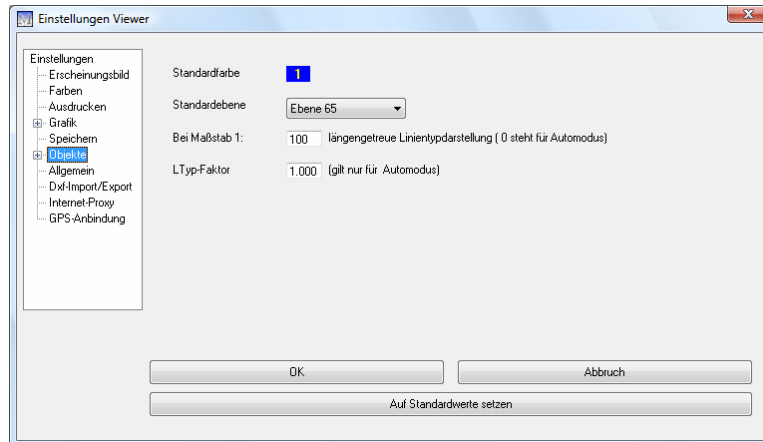 Einstellungen Viewer
Einstellungen
Erscheinungsbild
Farben
Ausdrucken
Grafik
Speichern
Objekte
Allgemein
Dxf-Import/Export
Internet-Proxy
GPS-Anbindung
Standardfarbe 1
Standardebene Ebene 65
Bei Maßstab 1: 100 längengetreue Linientypdarstellung ( 0 steht für Automodus)
LTyp-Faktor 1.000 (gilt nur für Automodus)
OK Abbruch
Auf Standardwerte setzen